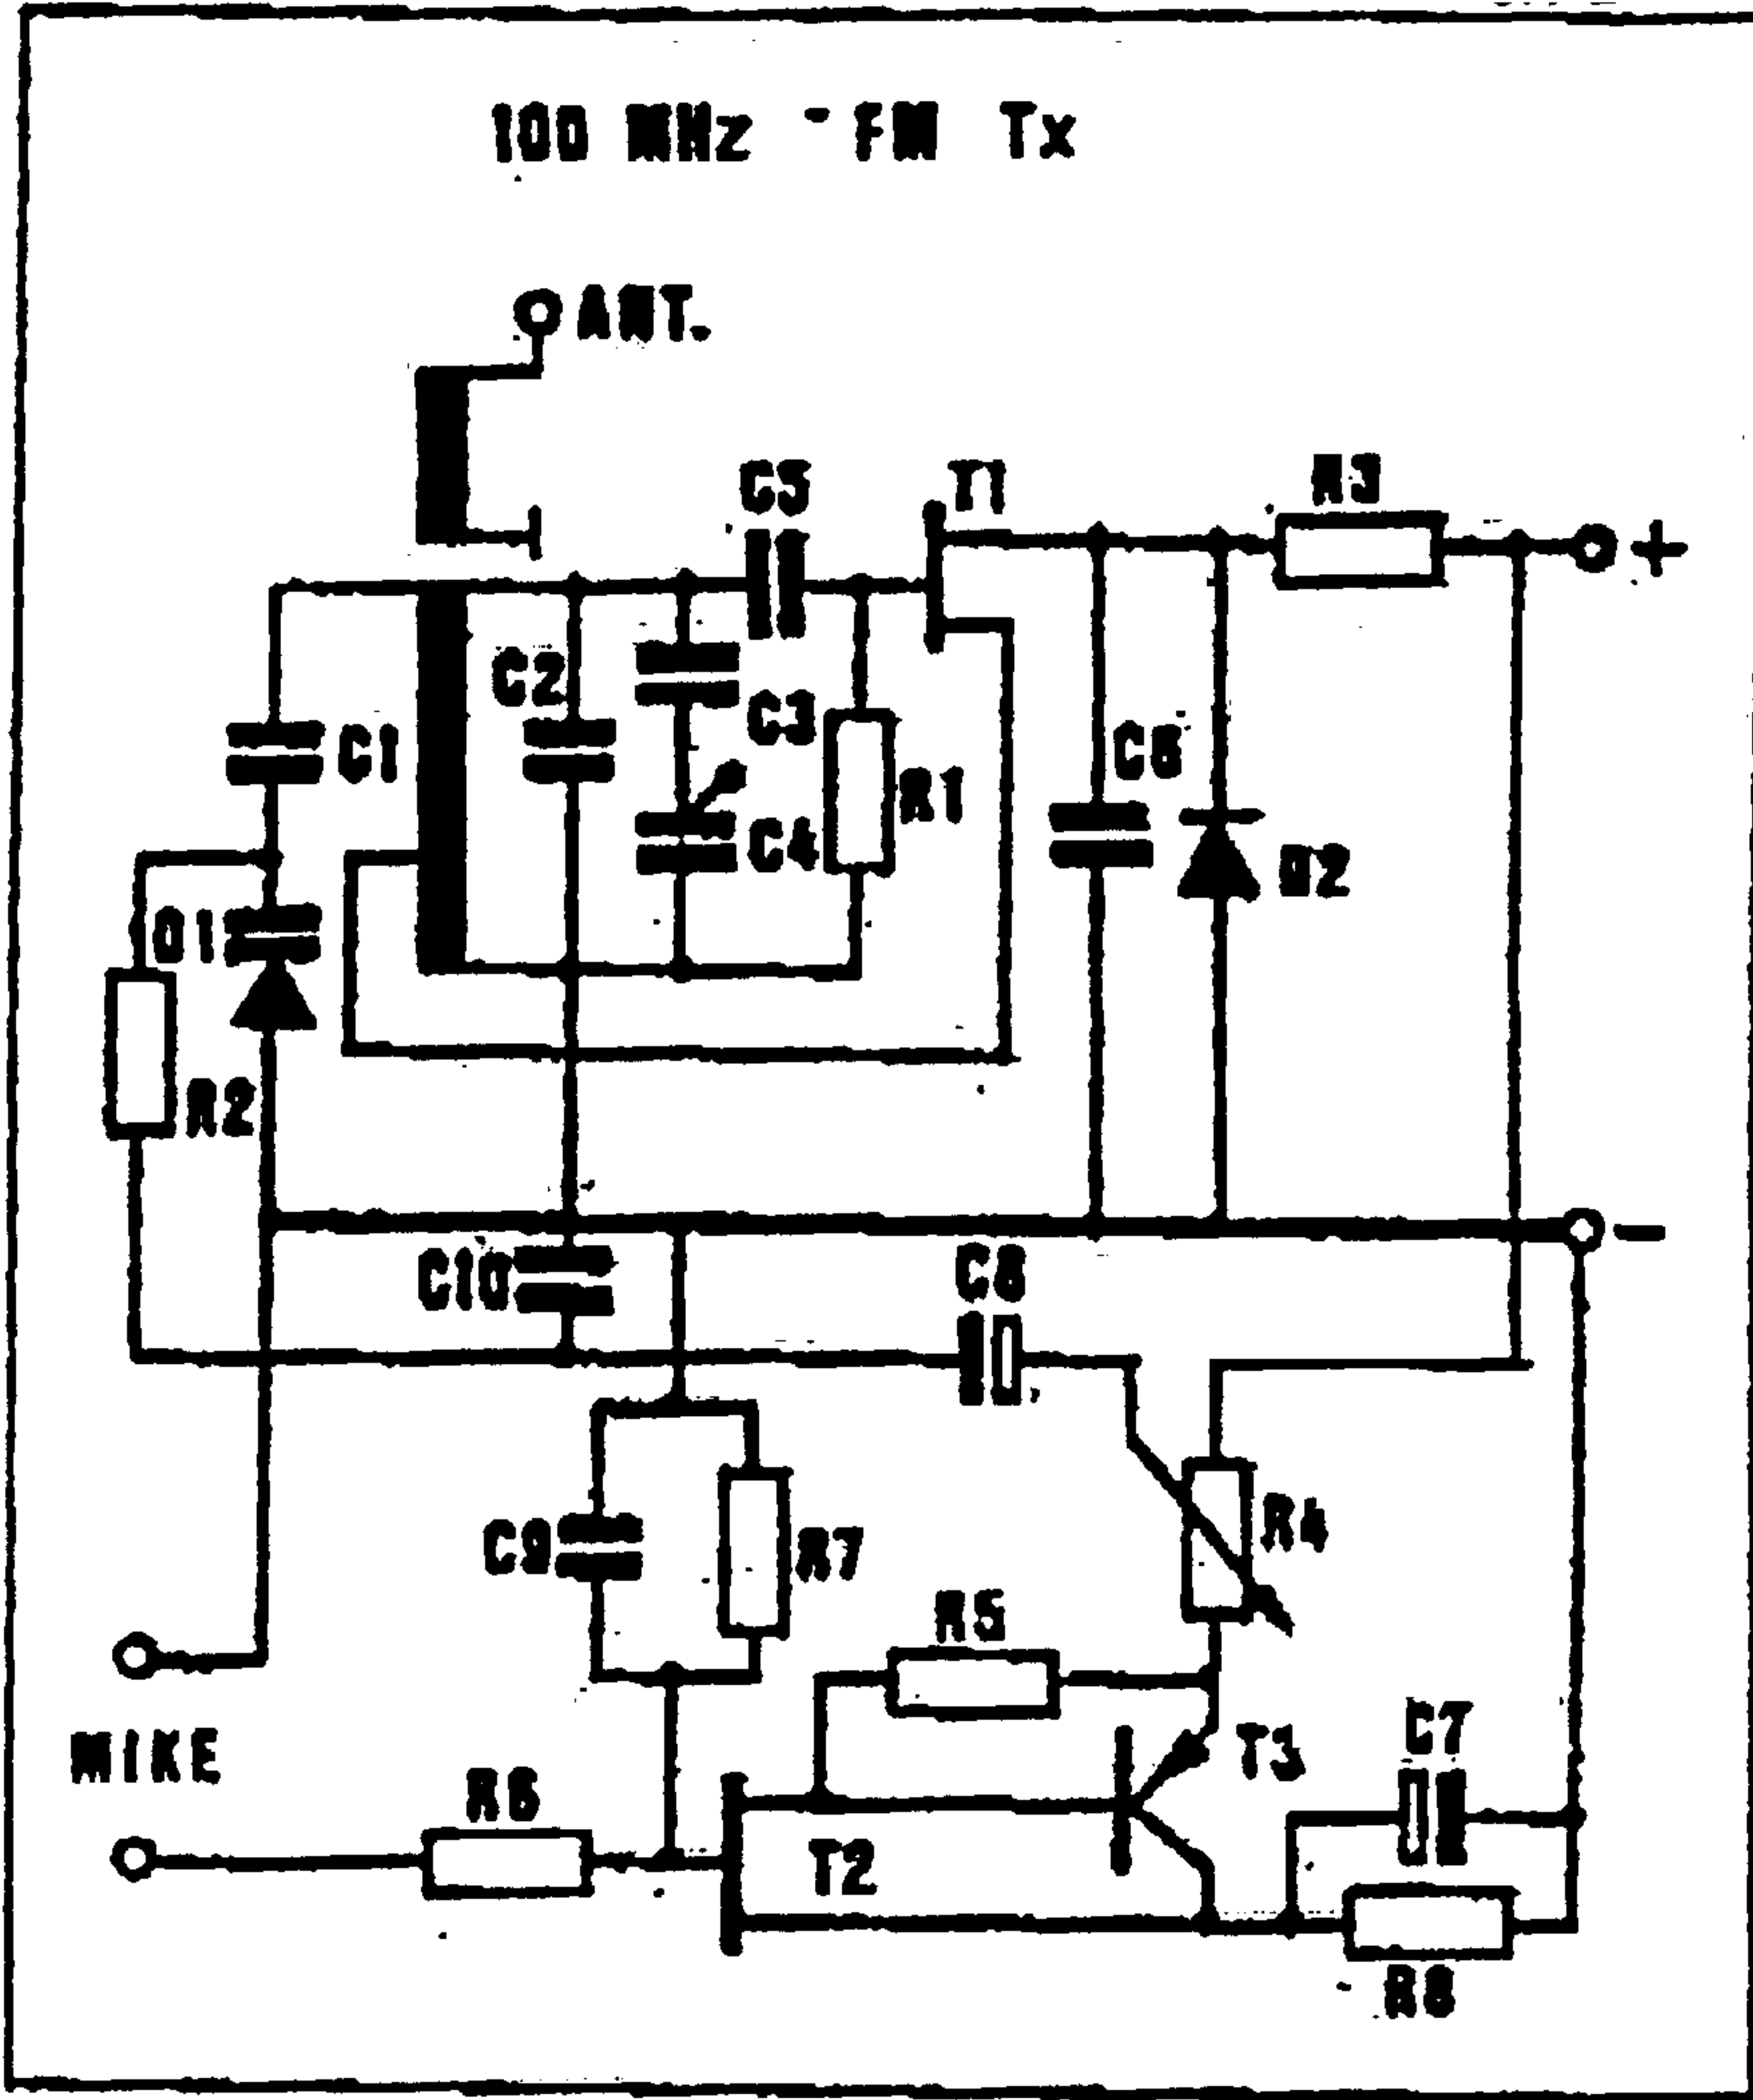 100 MHz - FM Tx
ANT.
C5 T1 R3
+
C2
C3
C1 C6
R1
C4 D2
D1
R2
-
C10 C8
C9 R7 R4
R5
MIKE T3 C7
R6
T2
R8